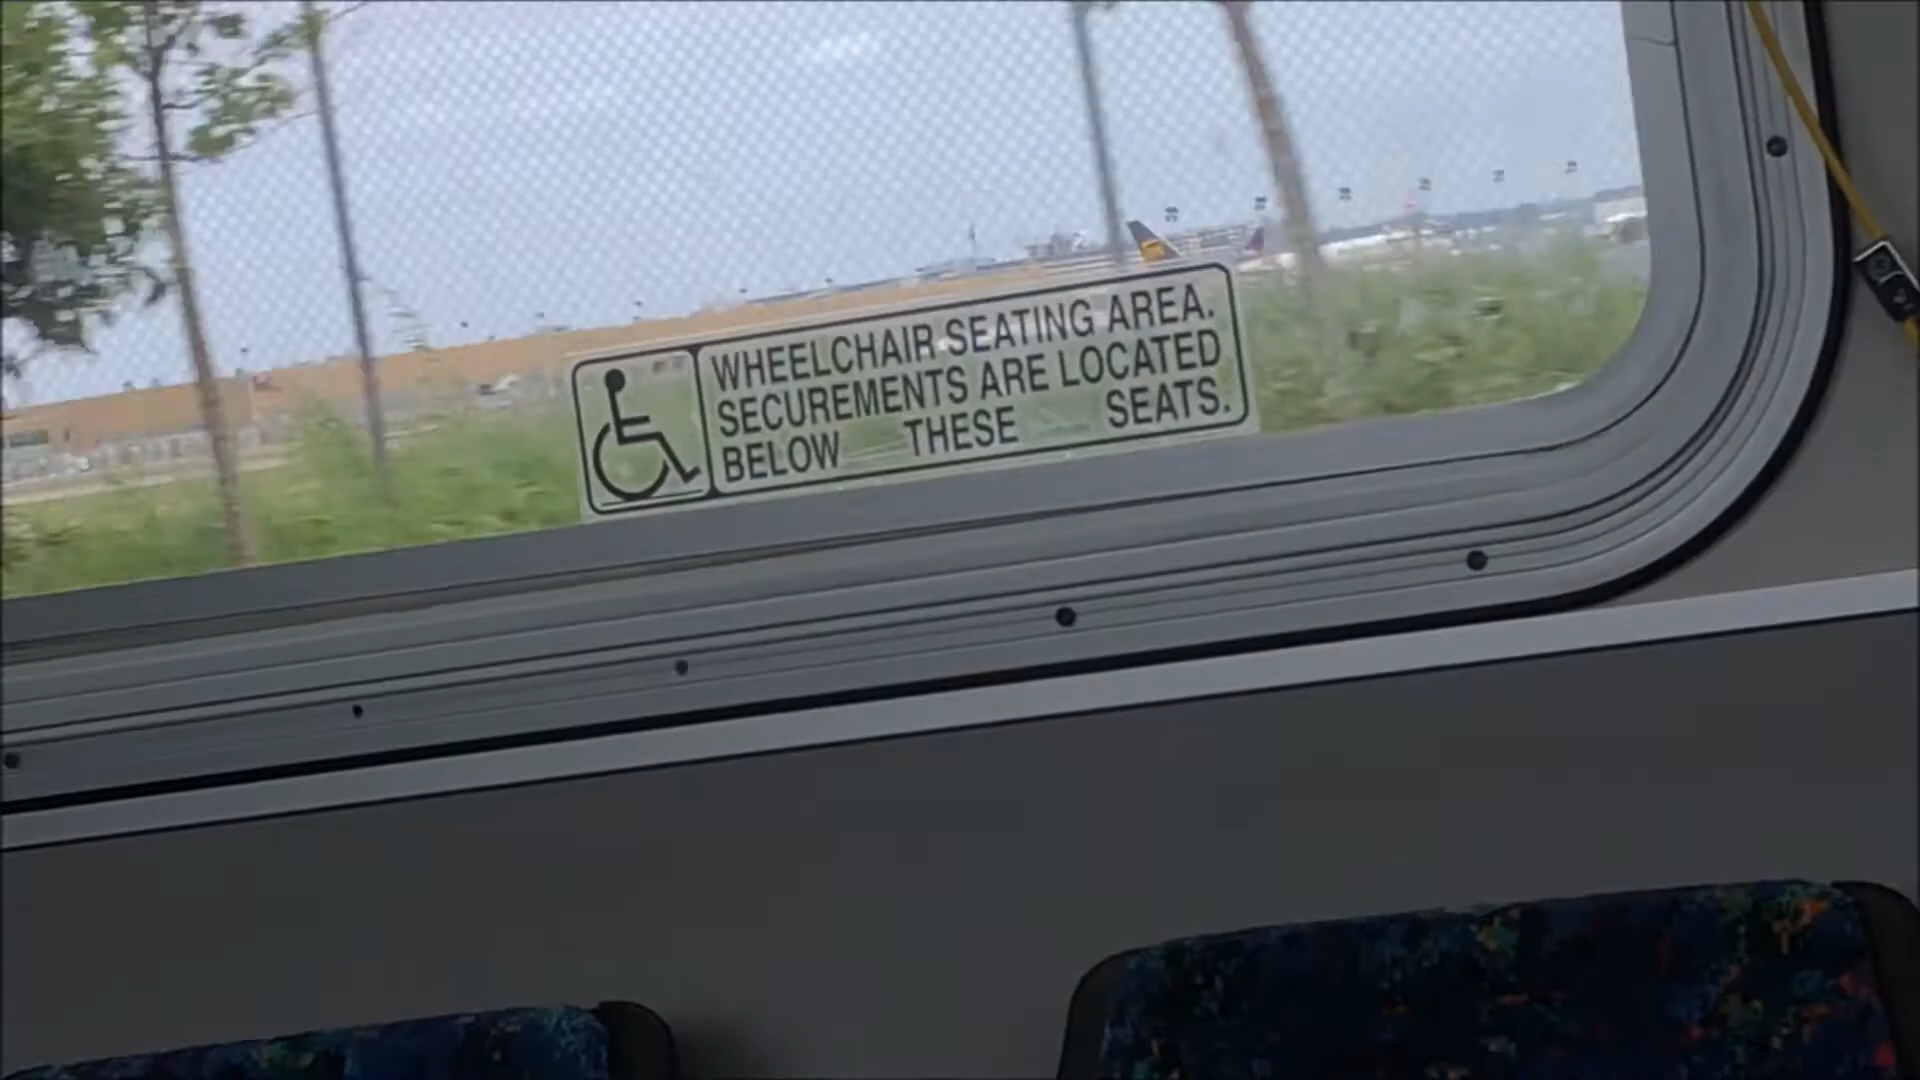 WHEELCHAIR SEATING AREA.
SECUREMENTS ARE LOCATED
BELOW THESE SEATS.